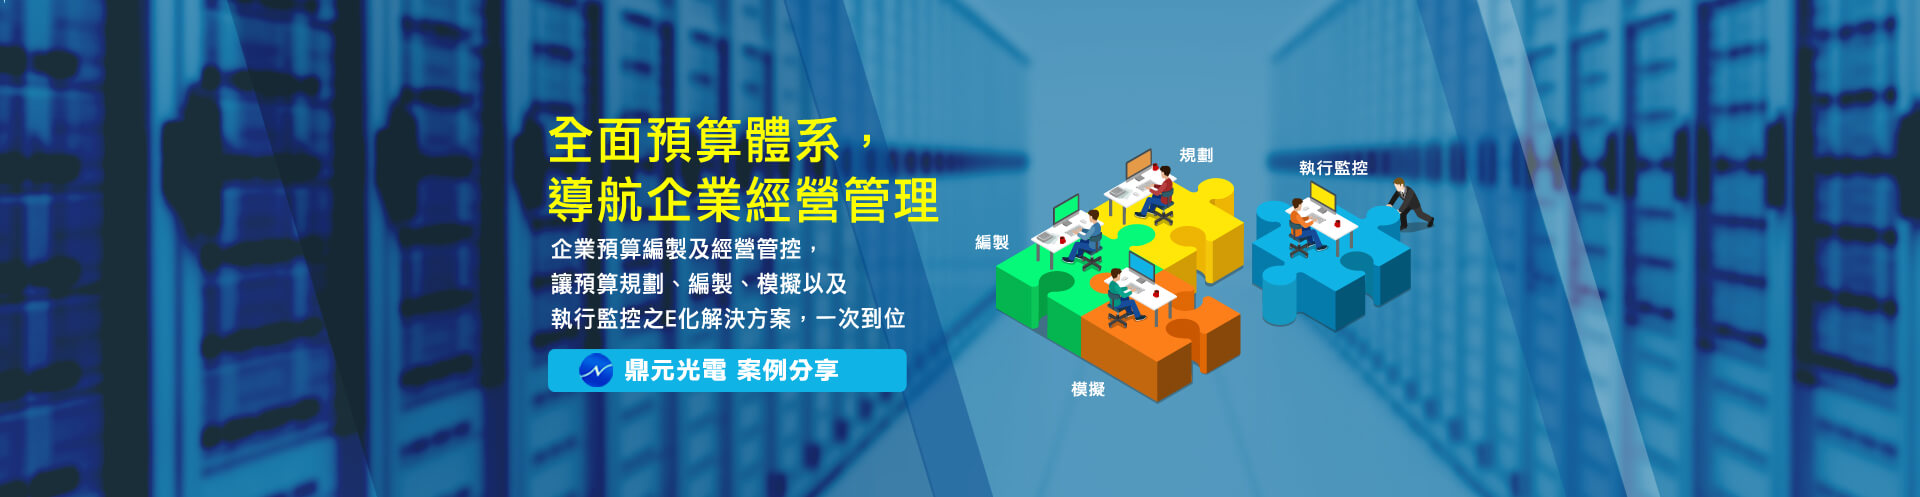 全面預算體系，
導航企業經營管理
企業預算編製及經營管控，
讓預算規劃、編製、模擬以及
執行監控之E化解決方案，一次到位
鼎元光電 案例分享
規劃
執行監控
編製
模擬